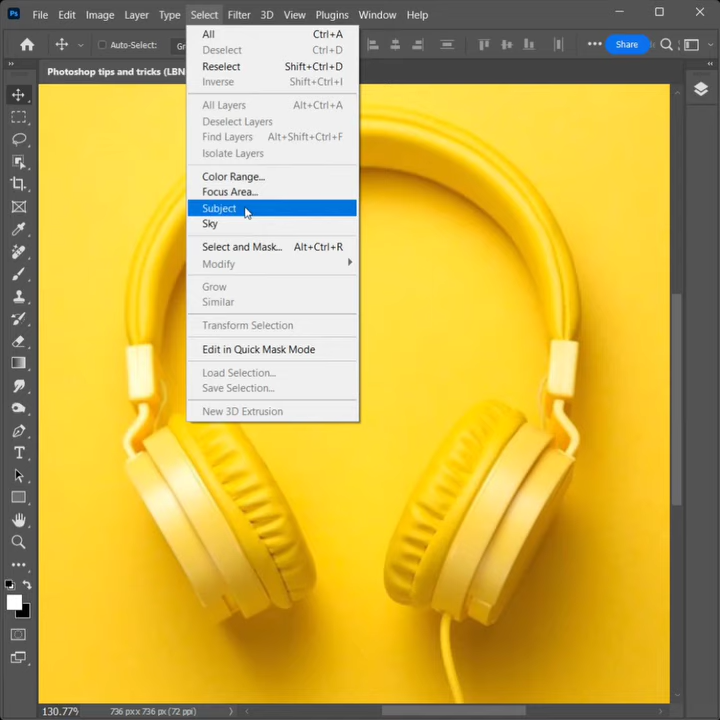 Ps File Edit Image Layer Type Select Filter 3D View Plugins Window Help
Auto-Select: Share
Photoshop tips and tricks (LBN
All Ctrl+A
Deselect Ctrl+D
Reselect Shift+Ctrl+D
Inverse Shift+Ctrl+I
All Layers Alt+Ctrl+A
Deselect Layers
Find Layers Alt+Shift+Ctrl+F
Isolate Layers
Color Range...
Focus Area...
Subject
Sky
Select and Mask... Alt+Ctrl+R
Modify
Grow
Similar
Transform Selection
Edit in Quick Mask Mode
Load Selection...
Save Selection...
New 3D Extrusion
130.77% 736 px x 736 px (72 ppi)